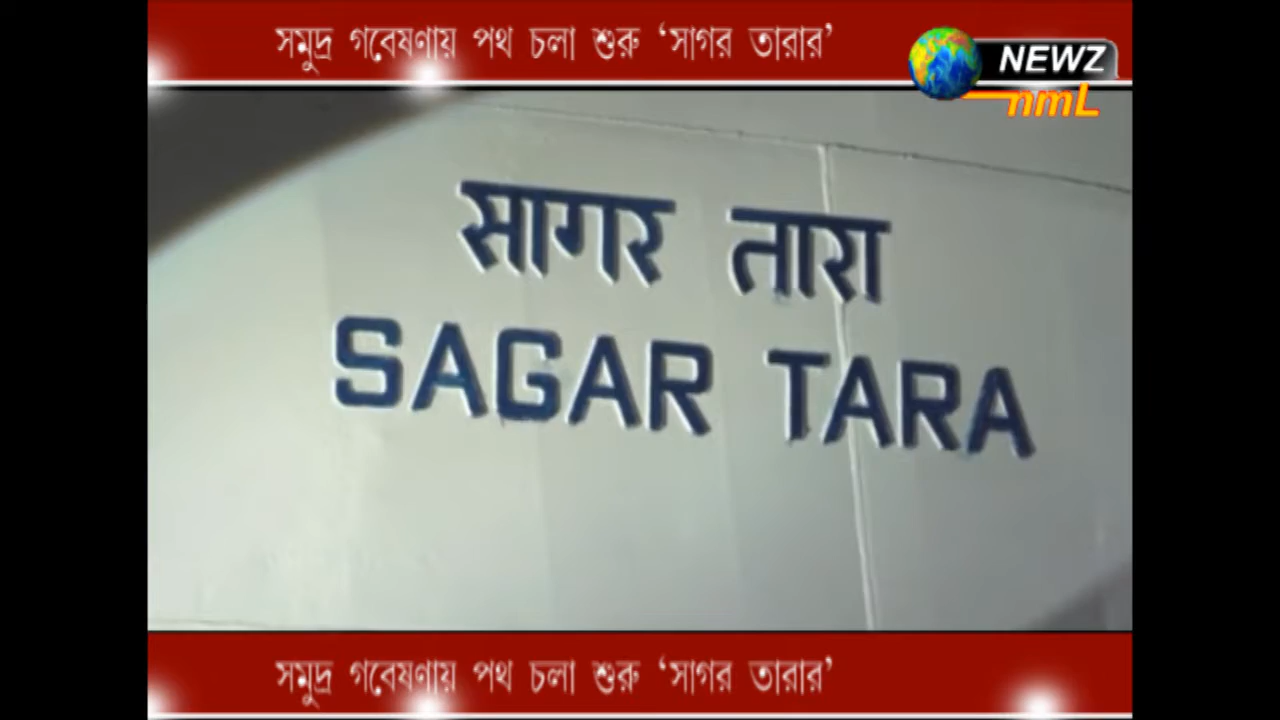 সমুদ্র গবেষণায় পথ চলা শুরু ‘সাগর তারার’
NEWZ
nmL
सागर तारा
SAGAR TARA
সমুদ্র গবেষণায় পথ চলা শুরু ‘সাগর তারার’